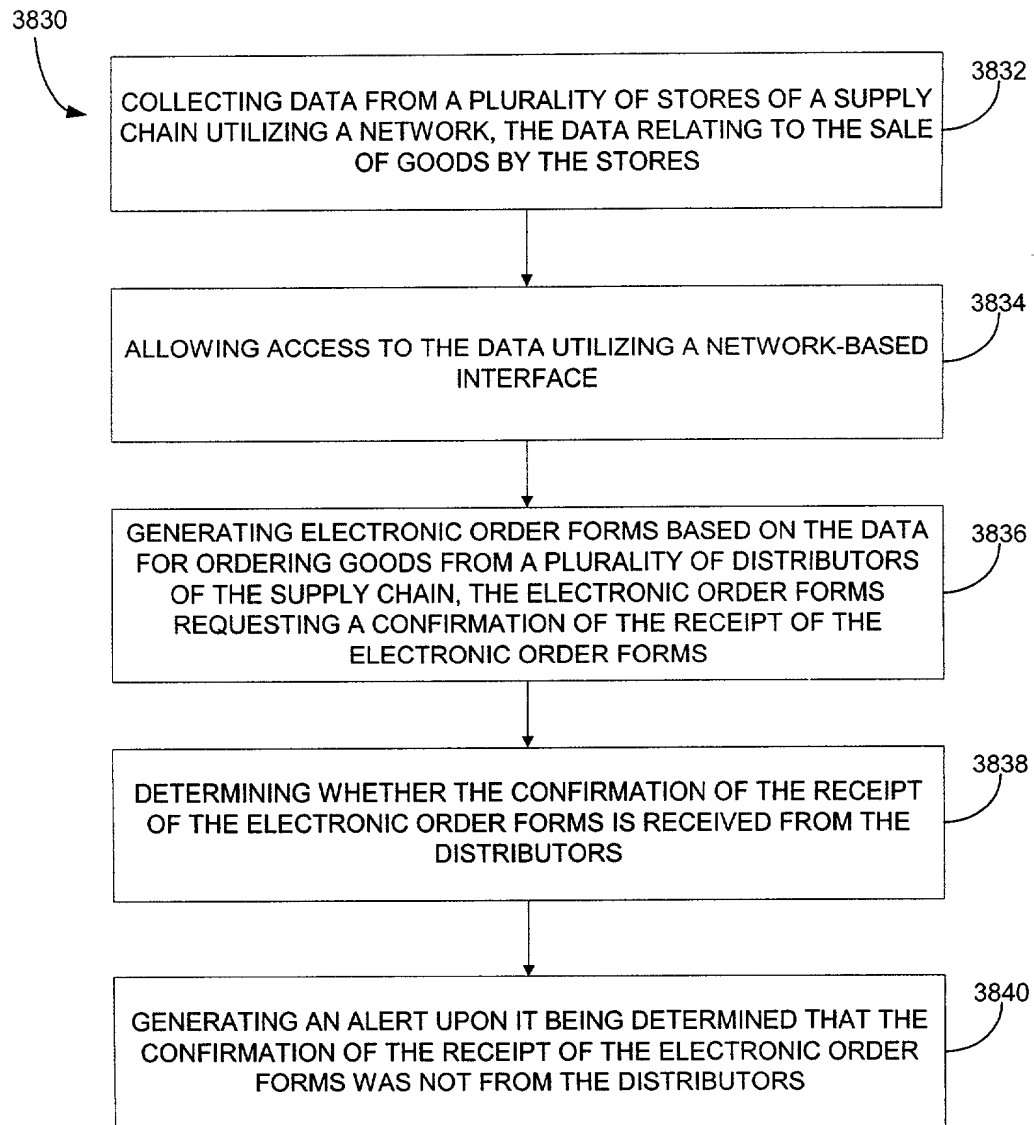 3830
3832
COLLECTING DATA FROM A PLURALITY OF STORES OF A SUPPLY
CHAIN UTILIZING A NETWORK, THE DATA RELATING TO THE SALE
OF GOODS BY THE STORES
3834
ALLOWING ACCESS TO THE DATA UTILIZING A NETWORK-BASED
INTERFACE
3836
GENERATING ELECTRONIC ORDER FORMS BASED ON THE DATA
FOR ORDERING GOODS FROM A PLURALITY OF DISTRIBUTORS
OF THE SUPPLY CHAIN, THE ELECTRONIC ORDER FORMS
REQUESTING A CONFIRMATION OF THE RECEIPT OF THE
ELECTRONIC ORDER FORMS
3838
DETERMINING WHETHER THE CONFIRMATION OF THE RECEIPT
OF THE ELECTRONIC ORDER FORMS IS RECEIVED FROM THE
DISTRIBUTORS
3840
GENERATING AN ALERT UPON IT BEING DETERMINED THAT THE
CONFIRMATION OF THE RECEIPT OF THE ELECTRONIC ORDER
FORMS WAS NOT FROM THE DISTRIBUTORS